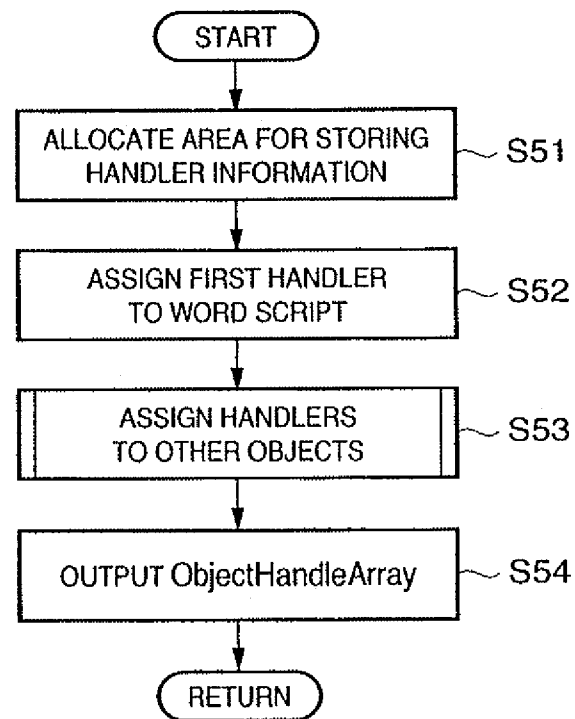 START
ALLOCATE AREA FOR STORING
HANDLER INFORMATION
S51
ASSIGN FIRST HANDLER
TO WORD SCRIPT
S52
ASSIGN HANDLERS
TO OTHER OBJECTS
S53
OUTPUT ObjectHandleArray
S54
RETURN